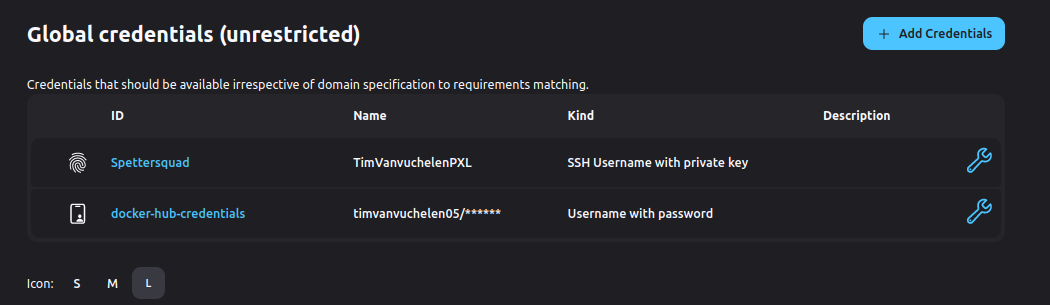 Global credentials (unrestricted)
+ Add Credentials
Credentials that should be available irrespective of domain specification to requirements matching.
ID Name Kind Description
Spettersquad TimVanvuchelenPXL SSH Username with private key
docker-hub-credentials timvanvuchelen05/****** Username with password
Icon: S M L